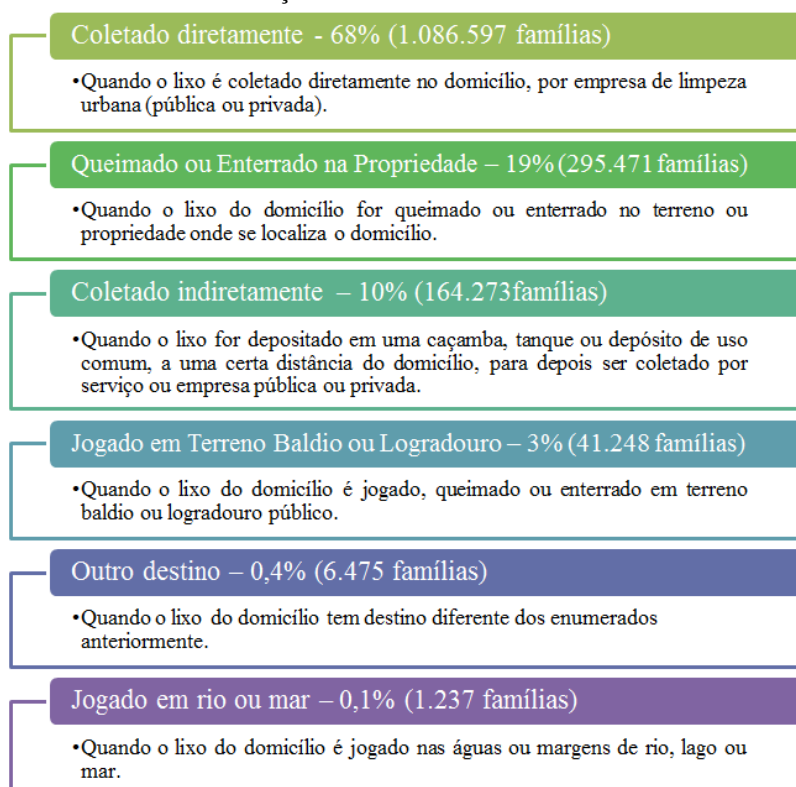 Coletado diretamente - 68% (1.086.597 famílias)
•Quando o lixo é coletado diretamente no domicílio, por empresa de limpeza
urbana (pública ou privada).
Queimado ou Enterrado na Propriedade – 19% (295.471 famílias)
•Quando o lixo do domicílio for queimado ou enterrado no terreno ou
propriedade onde se localiza o domicílio.
Coletado indiretamente – 10% (164.273famílias)
•Quando o lixo for depositado em uma caçamba, tanque ou depósito de uso
comum, a uma certa distância do domicílio, para depois ser coletado por
serviço ou empresa pública ou privada.
Jogado em Terreno Baldio ou Logradouro – 3% (41.248 famílias)
•Quando o lixo do domicílio é jogado, queimado ou enterrado em terreno
baldio ou logradouro público.
Outro destino – 0,4% (6.475 famílias)
•Quando o lixo do domicílio tem destino diferente dos enumerados
anteriormente.
Jogado em rio ou mar – 0,1% (1.237 famílias)
•Quando o lixo do domicílio é jogado nas águas ou margens de rio, lago ou
mar.